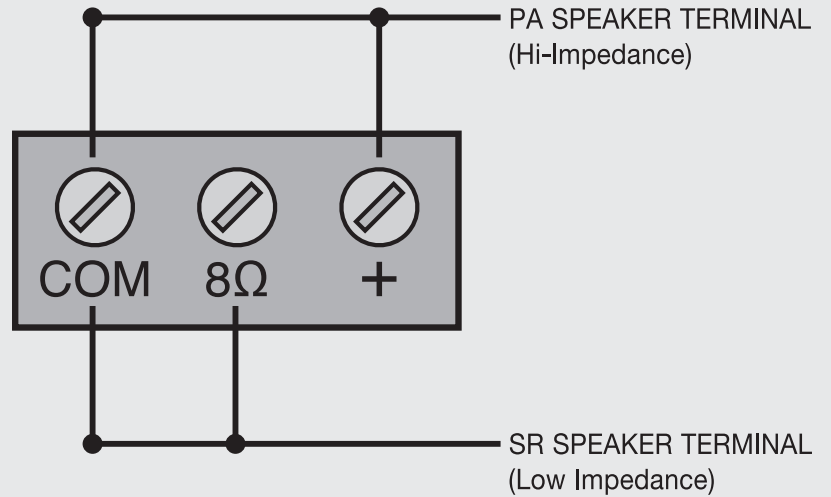 PA SPEAKER TERMINAL
(Hi-Impedance)
COM 8Ω +
SR SPEAKER TERMINAL
(Low Impedance)